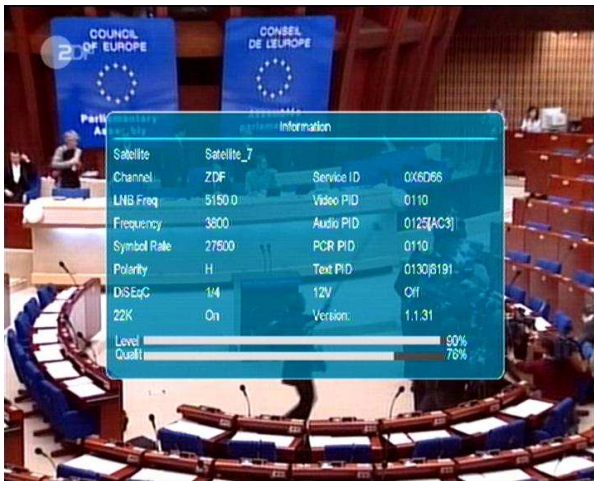 COUNCIL
OF EUROPE
CONSEIL
DE L'EUROPE
ZDF
Information
Satellite Satellite_7
Channel ZDF Service ID 0X6D66
LNB Freq 5150.0 Video PID 0110
Frequency 3800 Audio PID 0125[AC3]
Symbol Rate 27500 PCR PID 0110
Polarity H Text PID 0130|6191
DiSEqC 1/4 12V Off
22K On Version: 1.1.31
Level 90%
Qualit 76%